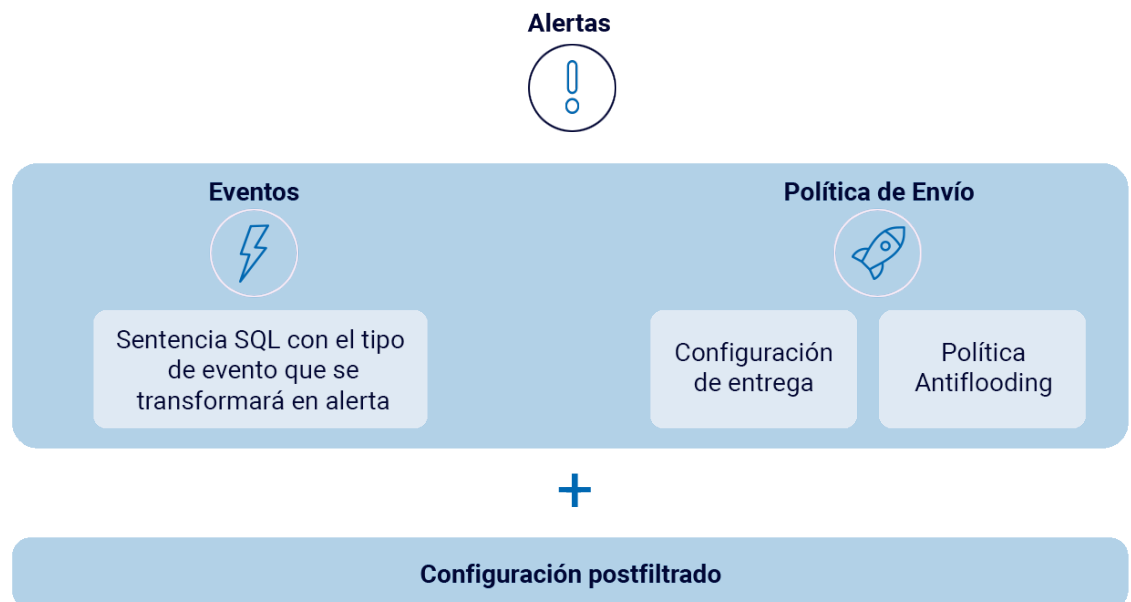 Alertas
Eventos
Política de Envío
Sentencia SQL con el tipo
de evento que se
transformará en alerta
Configuración
de entrega
Política
Antiflooding
+
Configuración postfiltrado